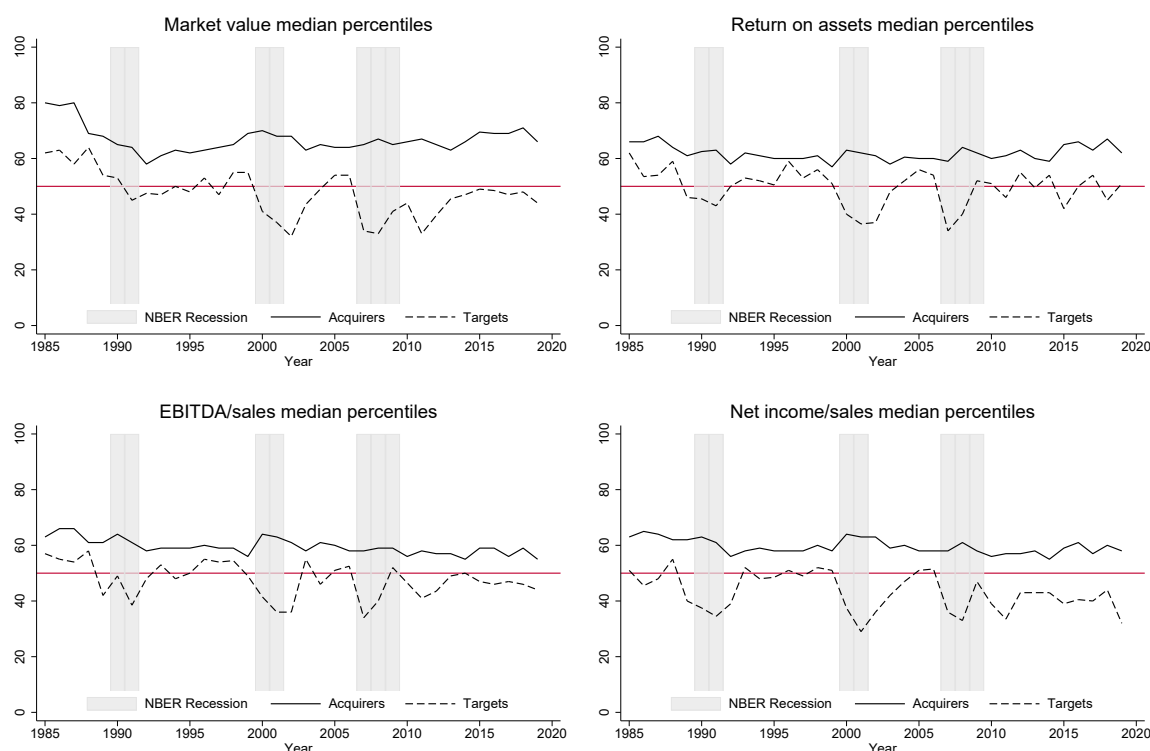 Market value median percentiles
100
80
60
40
20
0
NBER Recession Acquirers Targets
1985 1990 1995 2000 2005 2010 2015 2020
Year
Return on assets median percentiles
100
80
60
40
20
0
NBER Recession Acquirers Targets
1985 1990 1995 2000 2005 2010 2015 2020
Year
EBITDA/sales median percentiles
100
80
60
40
20
0
NBER Recession Acquirers Targets
1985 1990 1995 2000 2005 2010 2015 2020
Year
Net income/sales median percentiles
100
80
60
40
20
0
NBER Recession Acquirers Targets
1985 1990 1995 2000 2005 2010 2015 2020
Year